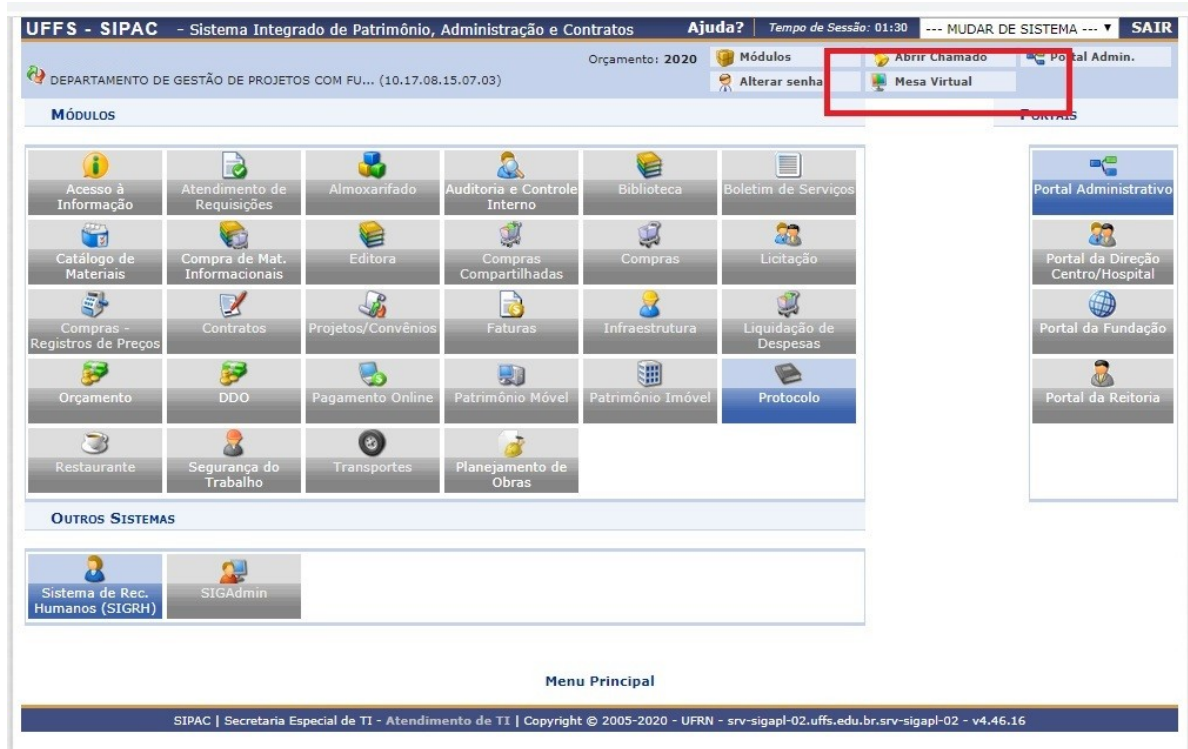 UFFS - SIPAC - Sistema Integrado de Patrimônio, Administração e Contratos Ajuda? Tempo de Sessão: 01:30 --- MUDAR DE SISTEMA --- ▼ SAIR
Orçamento: 2020 Módulos Abrir Chamado Portal Admin.
DEPARTAMENTO DE GESTÃO DE PROJETOS COM FU... (10.17.08.15.07.03) Alterar senha Mesa Virtual
MÓDULOS PORTAIS
Acesso à Informação
Atendimento de Requisições
Almoxarifado
Auditoria e Controle Interno
Biblioteca
Boletim de Serviços
Portal Administrativo
Catálogo de Materiais
Compra de Mat. Informacionais
Editora
Compras Compartilhadas
Compras
Licitação
Portal da Direção Centro/Hospital
Compras - Registros de Preços
Contratos
Projetos/Convênios
Faturas
Infraestrutura
Liquidação de Despesas
Portal da Fundação
Orçamento
DDO
Pagamento Online
Patrimônio Móvel
Patrimônio Imóvel
Protocolo
Portal da Reitoria
Restaurante
Segurança do Trabalho
Transportes
Planejamento de Obras
OUTROS SISTEMAS
Sistema de Rec. Humanos (SIGRH)
SIGAdmin
Menu Principal
SIPAC | Secretaria Especial de TI - Atendimento de TI | Copyright © 2005-2020 - UFRN - srv-sigapl-02.uffs.edu.br.srv-sigapl-02 - v4.46.16